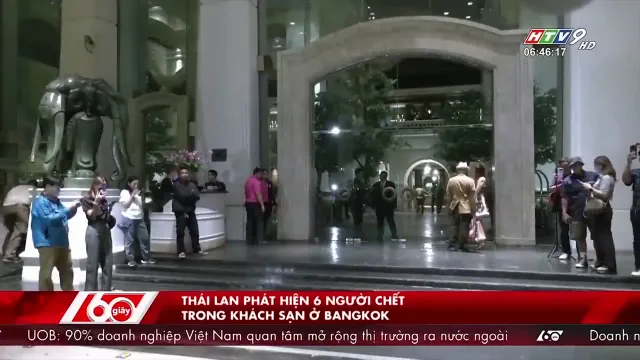 HTV9 HD
06:46:17
60 giây
THÁI LAN PHÁT HIỆN 6 NGƯỜI CHẾT
TRONG KHÁCH SẠN Ở BANGKOK
UOB: 90% doanh nghiệp Việt Nam quan tâm mở rộng thị trường ra nước ngoài
60s